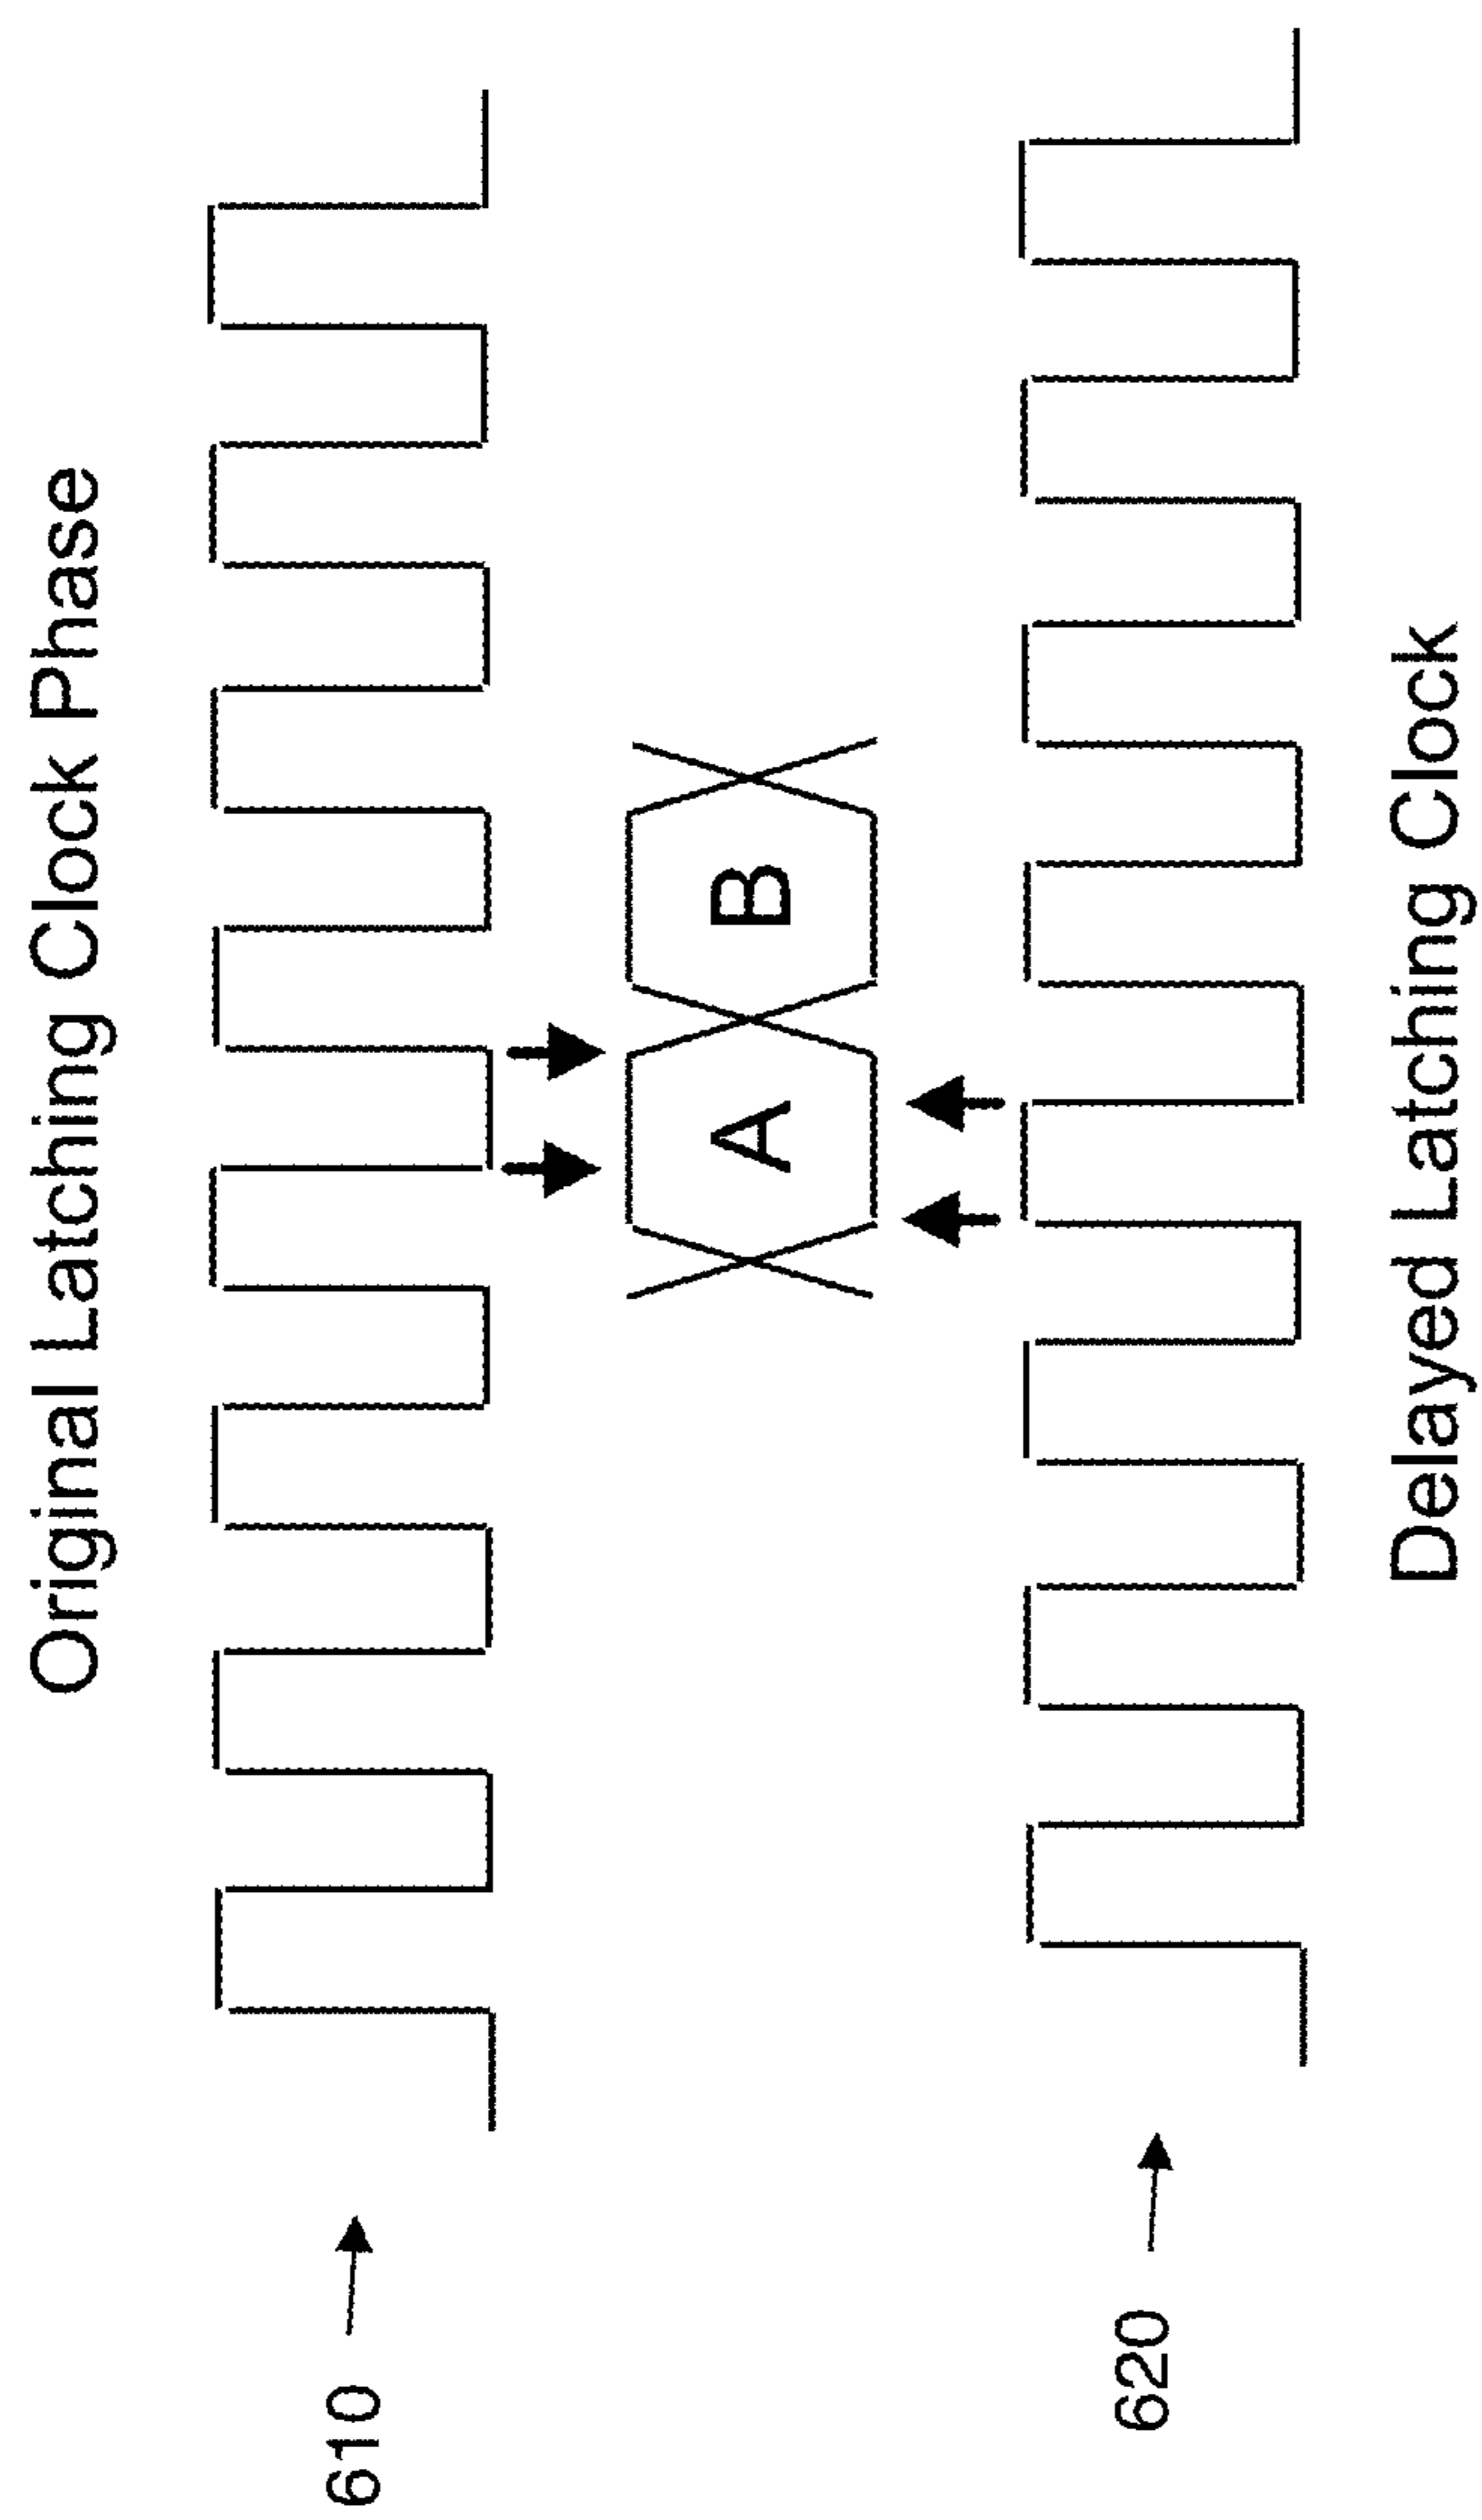 Original Latching Clock Phase
610
A B
620
Delayed Latching Clock